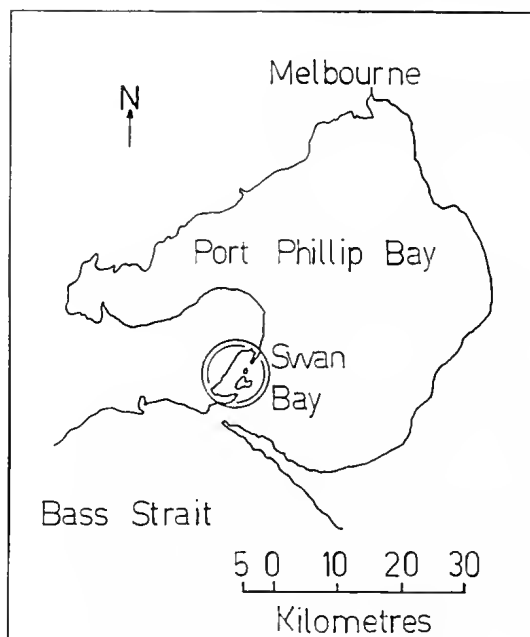 Melbourne
N
Port Phillip Bay
Swan
Bay
Bass Strait
5 0 10 20 30
Kilometres